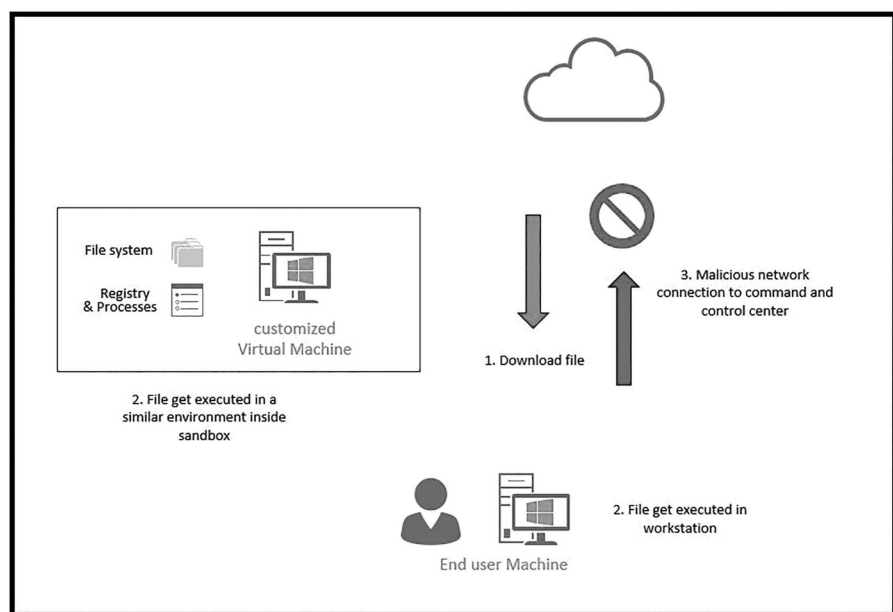 File system
Registry
& Processes
customized
Virtual Machine
2. File get executed in a
similar environment inside
sandbox
1. Download file
3. Malicious network
connection to command and
control center
2. File get executed in
workstation
End user Machine